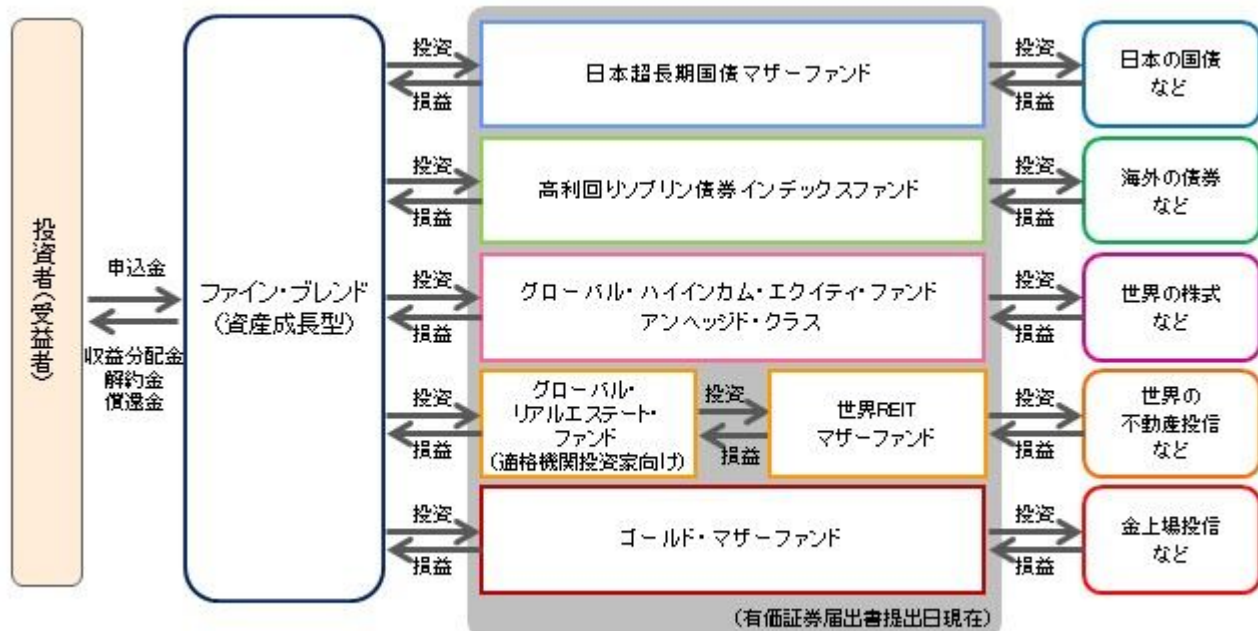 投資者(受益者)
申込金
収益分配金
解約金
償還金
ファイン・ブレンド
(資産成長型)
投資
損益
日本超長期国債マザーファンド
投資
損益
日本の国債
など
投資
損益
高利回りソブリン債券インデックスファンド
投資
損益
海外の債券
など
投資
損益
グローバル・ハイインカム・エクイティ・ファンド
アンヘッジド・クラス
投資
損益
世界の株式
など
投資
損益
グローバル・
リアルエステート・
ファンド
(適格機関投資家向け)
投資
損益
世界REIT
マザーファンド
投資
損益
世界の
不動産投信
など
投資
損益
ゴールド・マザーファンド
投資
損益
金上場投信
など
(有価証券届出書提出日現在)